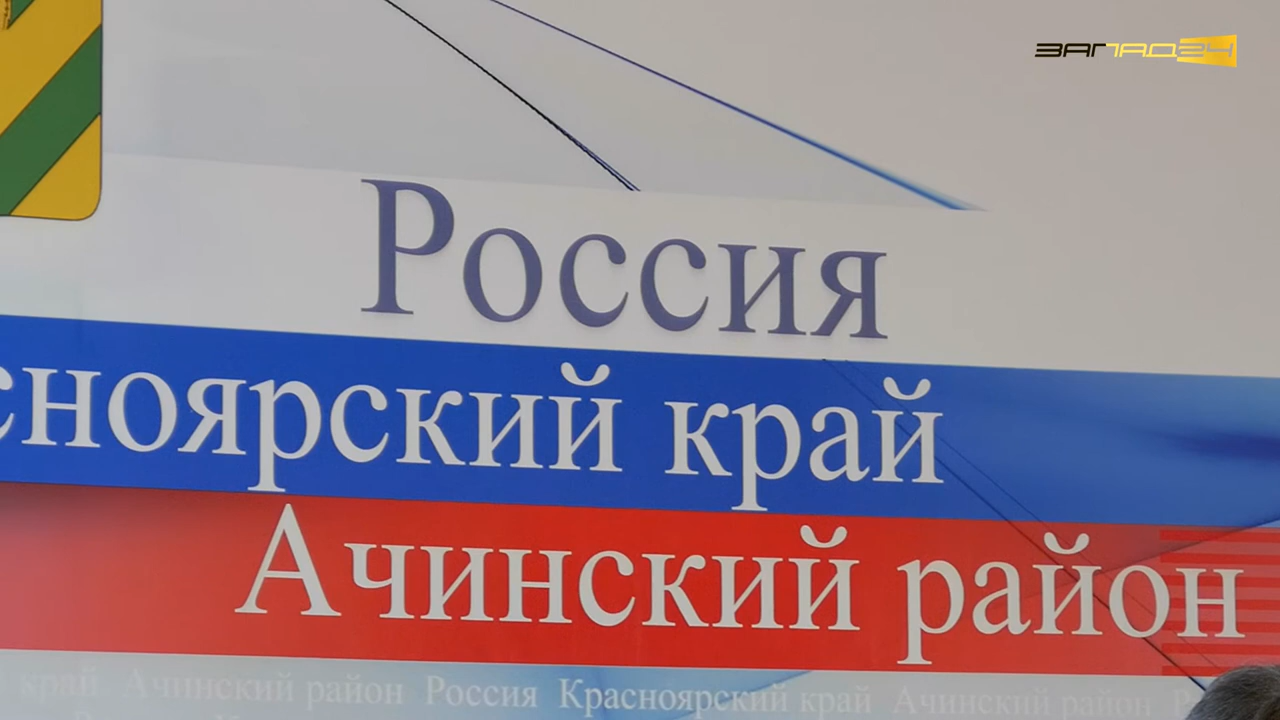 ЗАПАД24
Россия
сноярский край
Ачинский район
край Ачинский район Россия Красноярский край Ачинский район